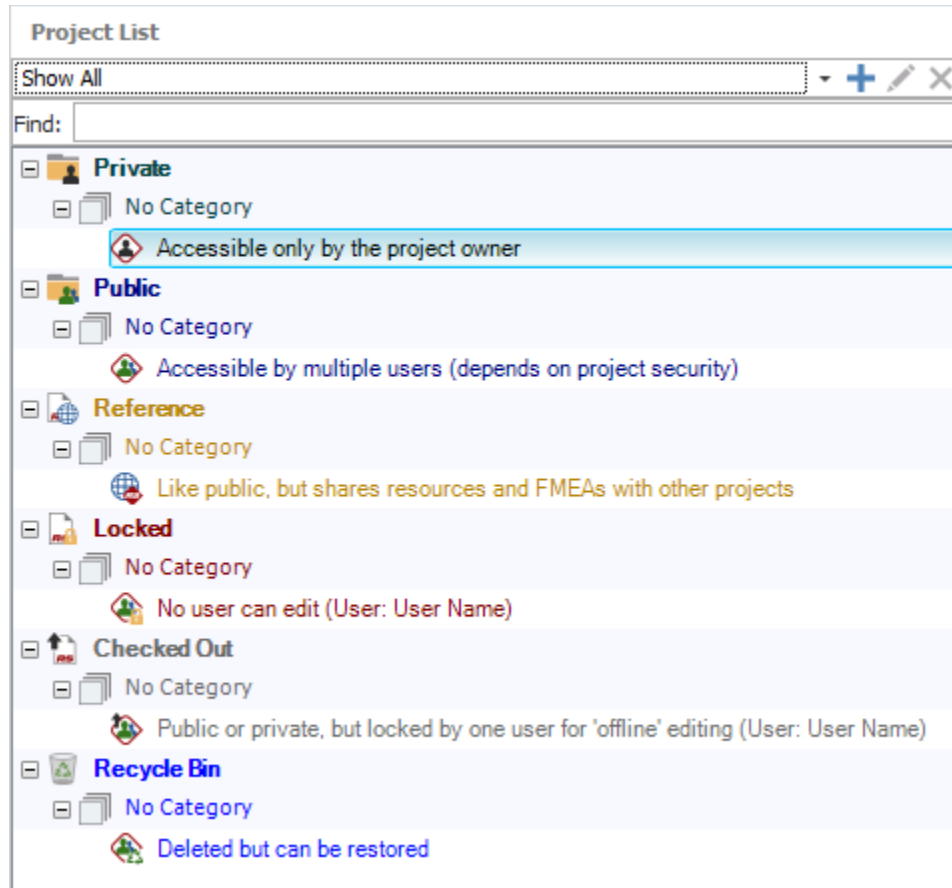 Project List
Show All
Find:
Private
No Category
Accessible only by the project owner
Public
No Category
Accessible by multiple users (depends on project security)
Reference
No Category
Like public, but shares resources and FMEAs with other projects
Locked
No Category
No user can edit (User: User Name)
Checked Out
No Category
Public or private, but locked by one user for 'offline' editing (User: User Name)
Recycle Bin
No Category
Deleted but can be restored